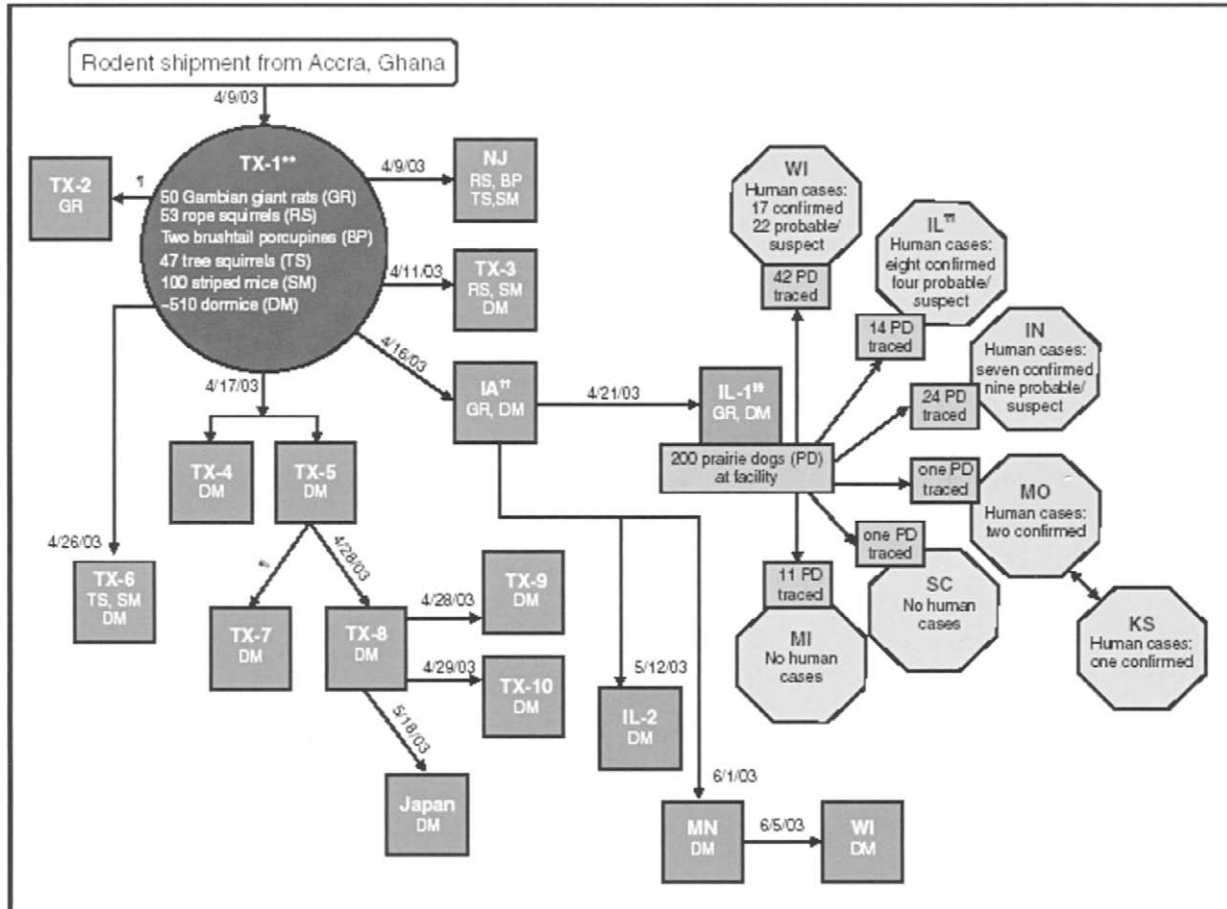 Rodent shipment from Accra, Ghana
4/9/03
TX-1**
50 Gambian giant rats (GR)
53 rope squirrels (RS)
Two brushtail porcupines (BP)
47 tree squirrels (TS)
100 striped mice (SM)
~510 dormice (DM)
¶
TX-2
GR
4/9/03
NJ
RS, BP
TS,SM
4/11/03
TX-3
RS, SM
DM
4/16/03
IA††
GR, DM
4/21/03
IL-1§§
GR, DM
200 prairie dogs (PD)
at facility
WI
Human cases:
17 confirmed
22 probable/
suspect
42 PD
traced
IL¶¶
Human cases:
eight confirmed
four probable/
suspect
14 PD
traced
IN
Human cases:
seven confirmed
nine probable/
suspect
24 PD
traced
one PD
traced
MO
Human cases:
two confirmed
one PD
traced
SC
No human
cases
KS
Human cases:
one confirmed
11 PD
traced
MI
No human
cases
4/17/03
TX-4
DM
TX-5
DM
4/26/03
TX-6
TS, SM
DM
¶
TX-7
DM
4/28/03
TX-8
DM
4/28/03
TX-9
DM
4/29/03
TX-10
DM
5/18/03
Japan
DM
5/12/03
IL-2
DM
6/1/03
MN
DM
6/5/03
WI
DM